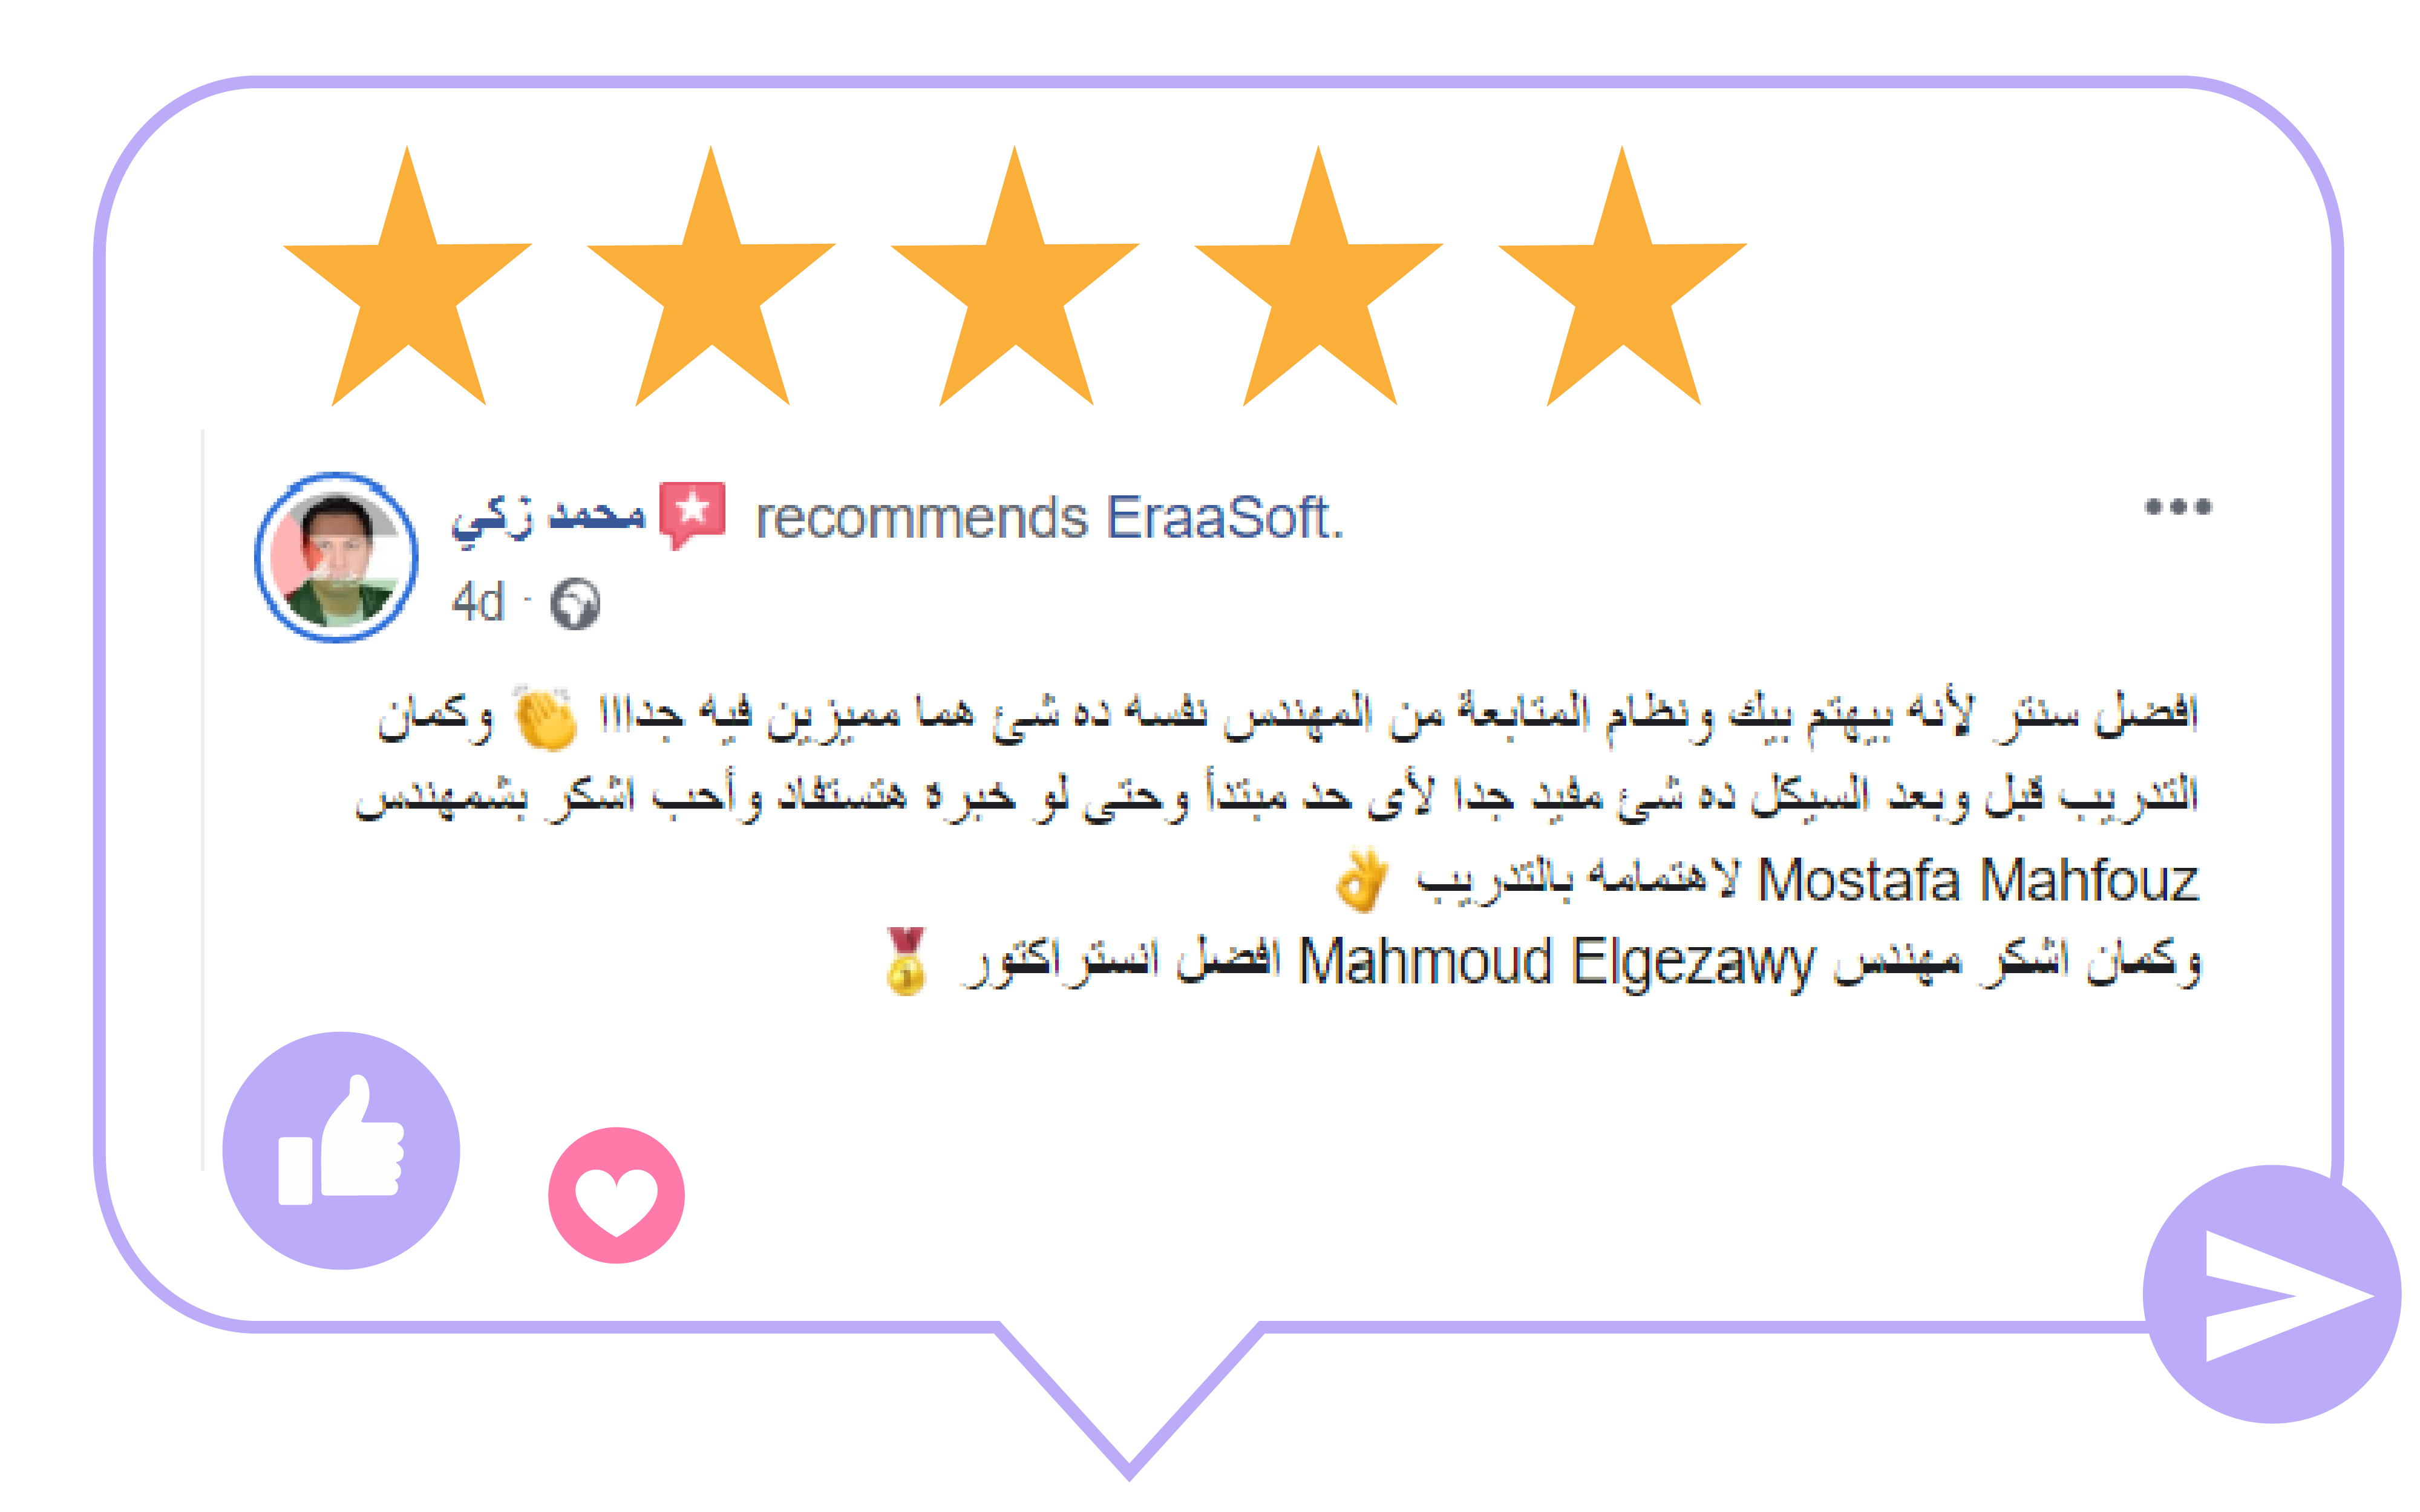 محمد زكي recommends EraaSoft.
4d ·
افضل سنتر لأنه بيهتم بيك ونظام المتابعة من المهندس نفسه ده شئ هما مميزين فيه جداااا 👏 وكمان
التدريب قبل وبعد السيكل ده شئ مفيد جدا لأى حد مبتدأ وحتى لو خبره هتستفاد وأحب اشكر بشمهندس
Mostafa Mahfouz لاهتمامه بالتدريب 👌
وكمان اشكر مهندس Mahmoud Elgezawy افضل انستراكتور 🥇